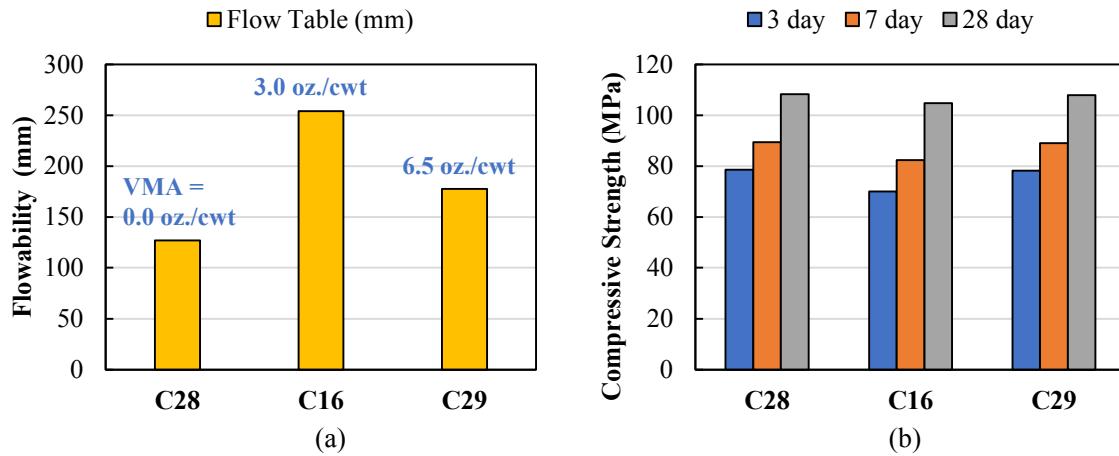 Flow Table (mm)
Flowability (mm)
300
250
200
150
100
50
0
VMA =
0.0 oz./cwt
3.0 oz./cwt
6.5 oz./cwt
C28
C16
C29
(a)
3 day
7 day
28 day
Compressive Strength (MPa)
120
100
80
60
40
20
0
C28
C16
C29
(b)